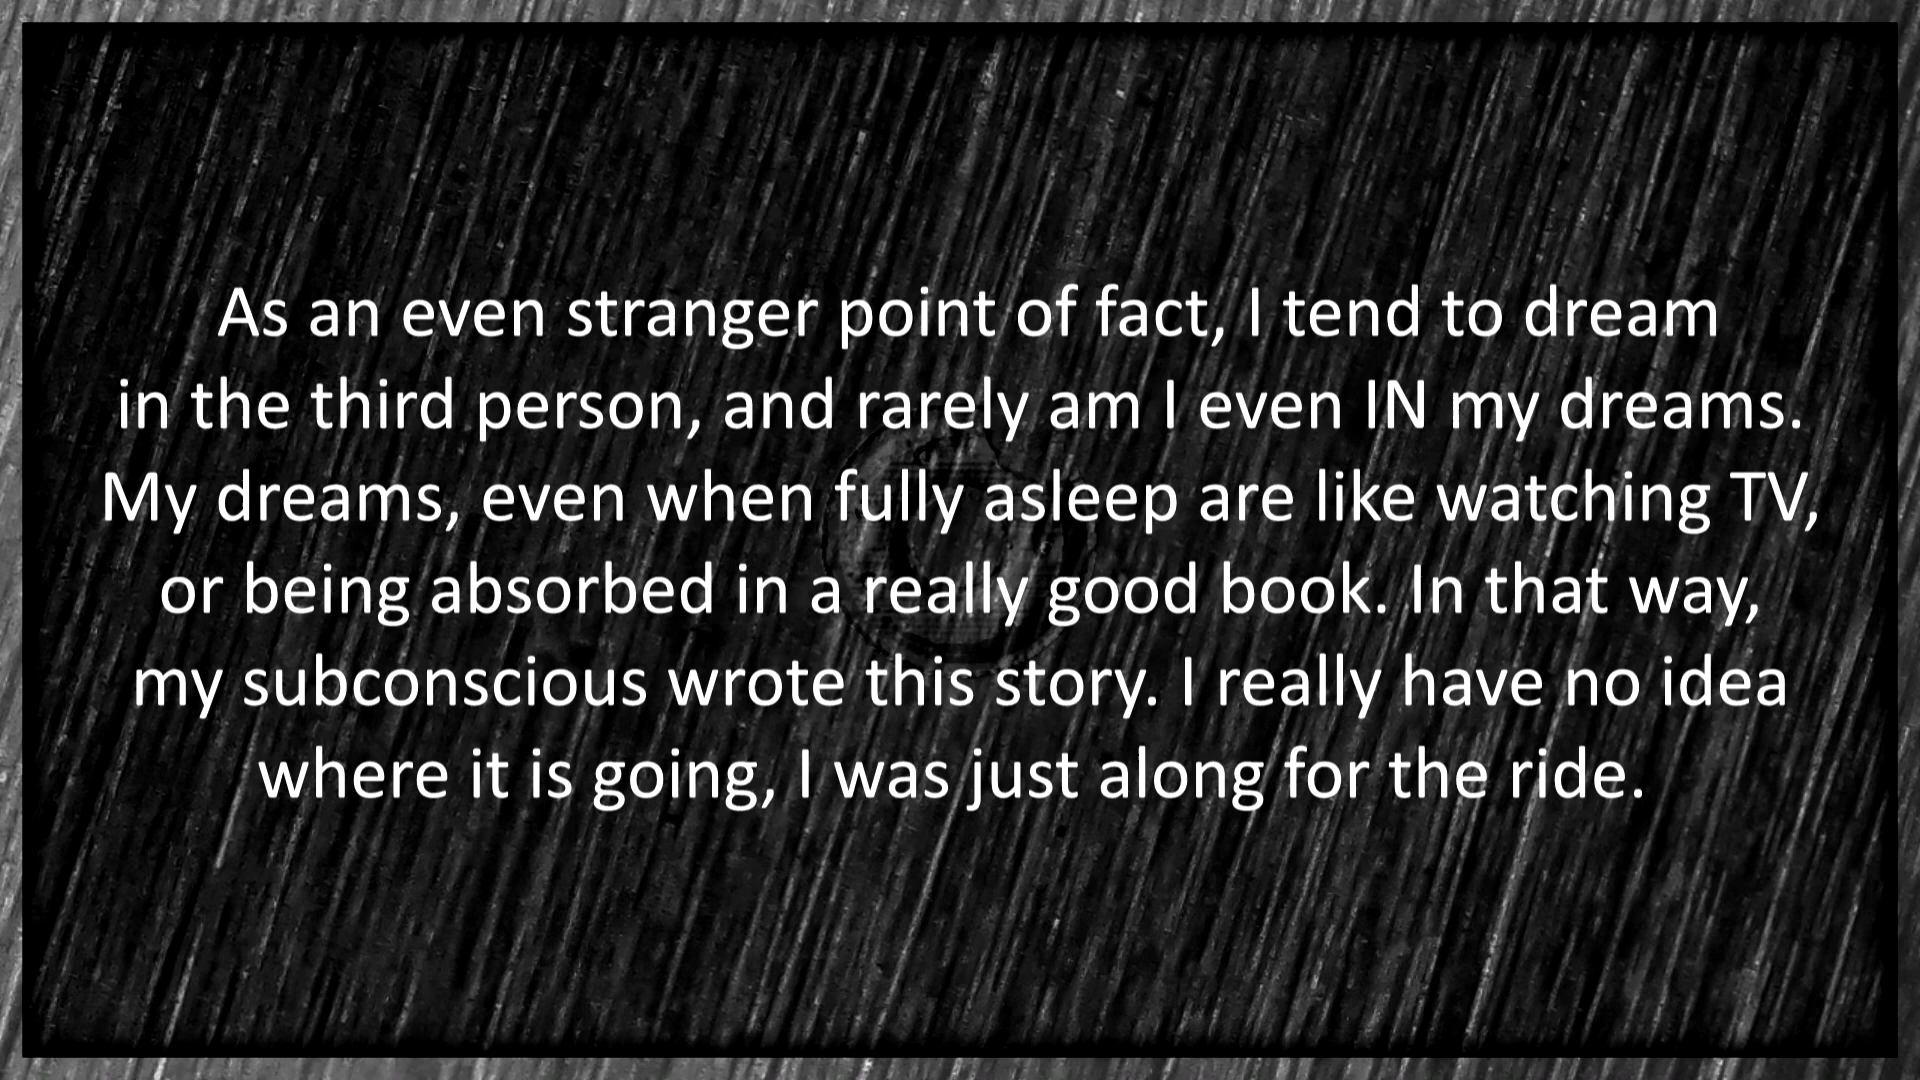 As an even stranger point of fact, I tend to dream
in the third person, and rarely am I even IN my dreams.
My dreams, even when fully asleep are like watching TV,
or being absorbed in a really good book. In that way,
my subconscious wrote this story. I really have no idea
where it is going, I was just along for the ride.